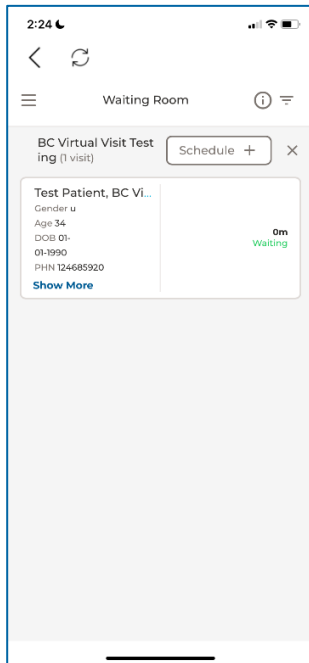 2:24
Waiting Room
BC Virtual Visit Test
ing (1 visit)
Schedule +
Test Patient, BC Vi...
Gender u
Age 34
DOB 01-
01-1990
PHN 124685920
Show More
0m
Waiting